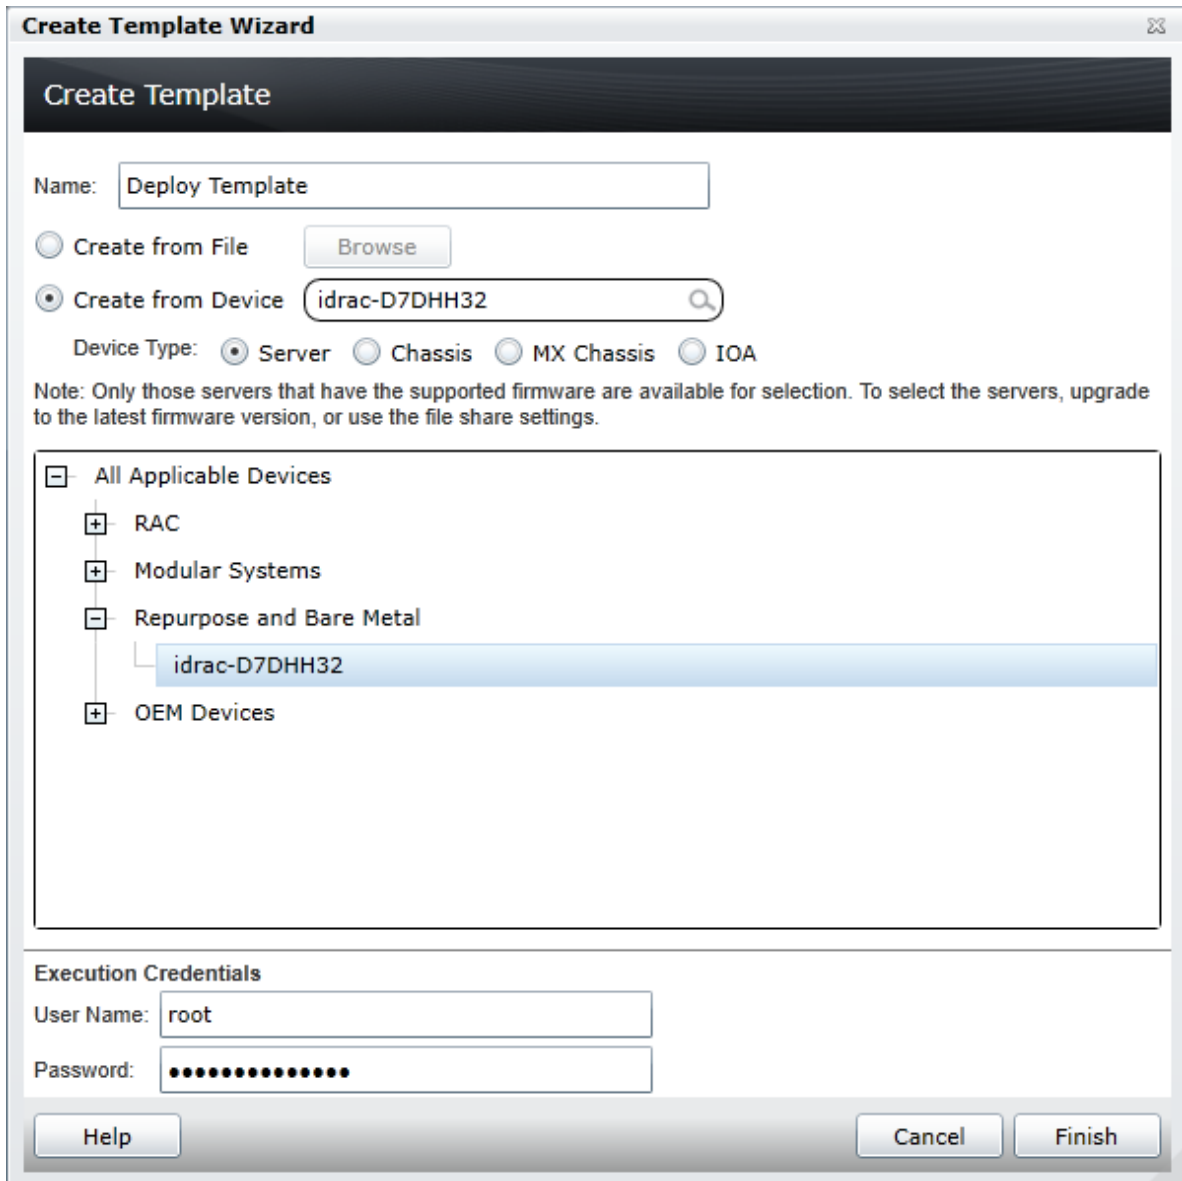 Create Template Wizard
Create Template
Name: Deploy Template
Create from File Browse
Create from Device idrac-D7DHH32
Device Type: Server Chassis MX Chassis IOA
Note: Only those servers that have the supported firmware are available for selection. To select the servers, upgrade
to the latest firmware version, or use the file share settings.
All Applicable Devices
RAC
Modular Systems
Repurpose and Bare Metal
idrac-D7DHH32
OEM Devices
Execution Credentials
User Name: root
Password: ●●●●●●●●●●●●●●
Help Cancel Finish